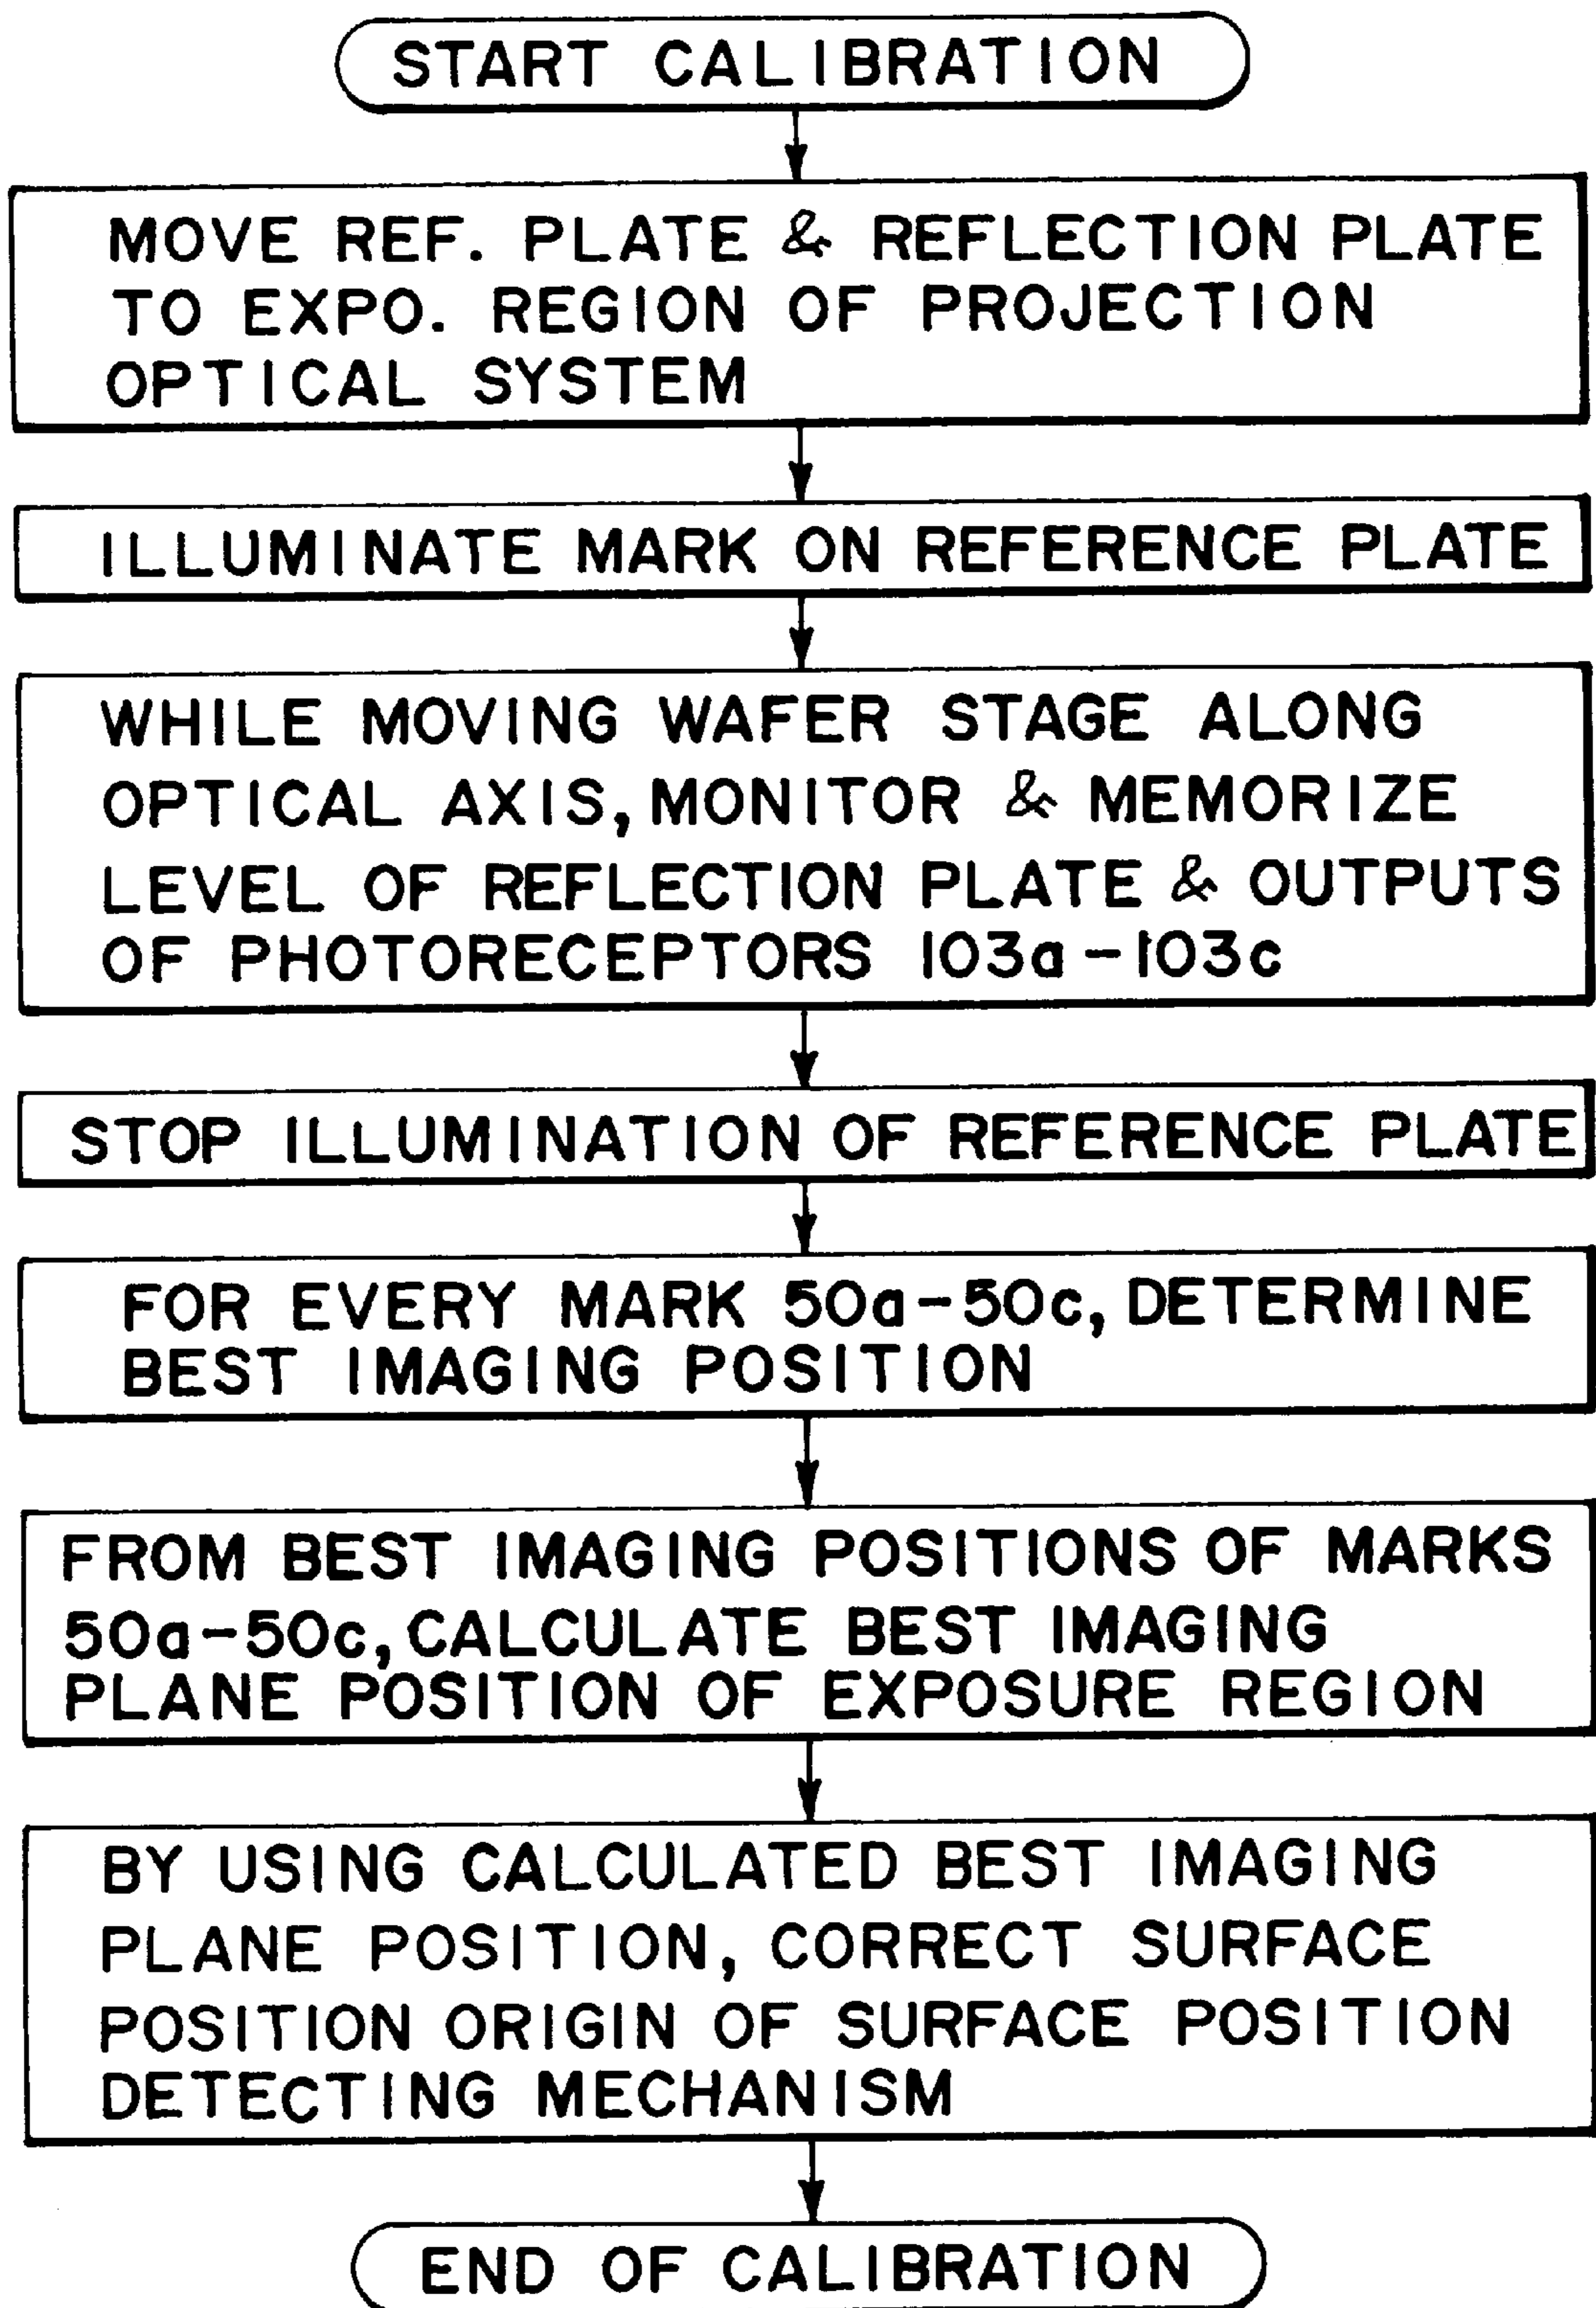 START CALIBRATION
MOVE REF. PLATE & REFLECTION PLATE
TO EXPO. REGION OF PROJECTION
OPTICAL SYSTEM
ILLUMINATE MARK ON REFERENCE PLATE
WHILE MOVING WAFER STAGE ALONG
OPTICAL AXIS, MONITOR & MEMORIZE
LEVEL OF REFLECTION PLATE & OUTPUTS
OF PHOTORECEPTORS 103a-103c
STOP ILLUMINATION OF REFERENCE PLATE
FOR EVERY MARK 50a-50c, DETERMINE
BEST IMAGING POSITION
FROM BEST IMAGING POSITIONS OF MARKS
50a-50c, CALCULATE BEST IMAGING
PLANE POSITION OF EXPOSURE REGION
BY USING CALCULATED BEST IMAGING
PLANE POSITION, CORRECT SURFACE
POSITION ORIGIN OF SURFACE POSITION
DETECTING MECHANISM
END OF CALIBRATION